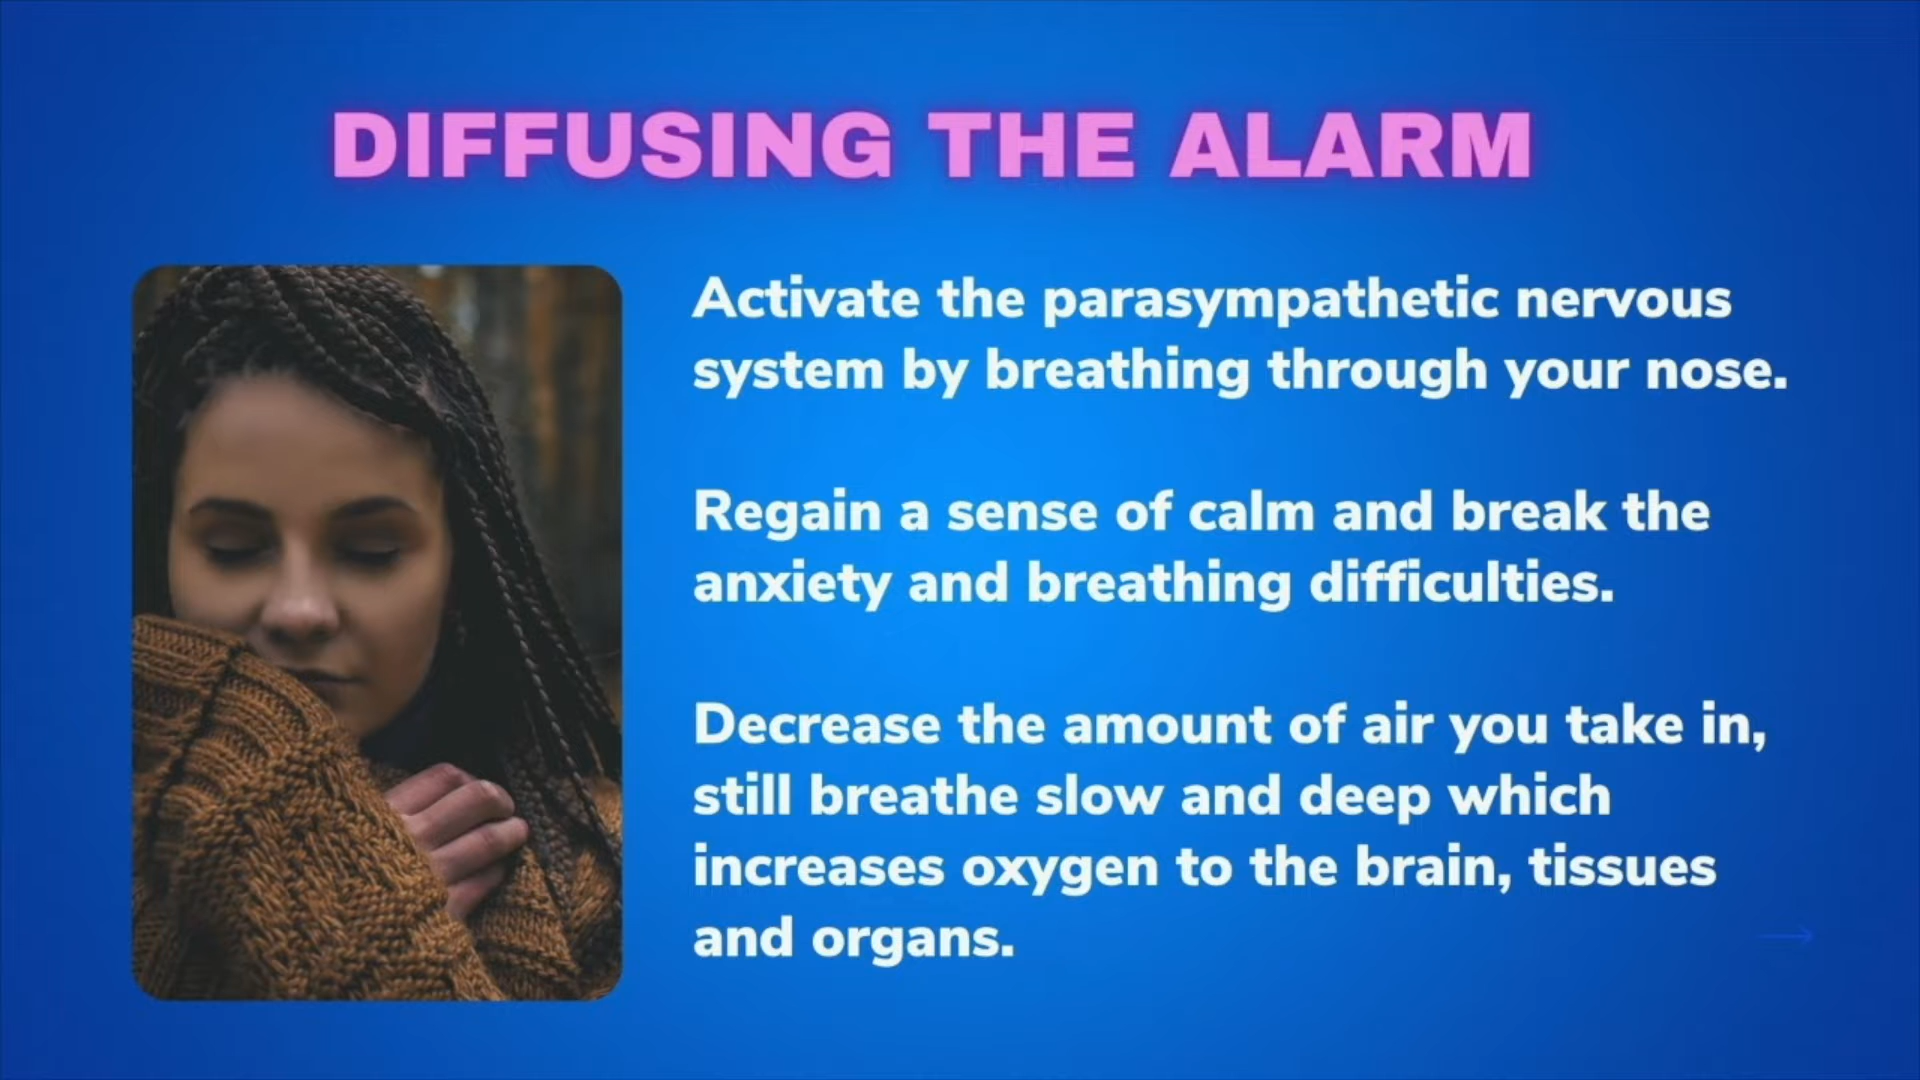 DIFFUSING THE ALARM
Activate the parasympathetic nervous
system by breathing through your nose.
Regain a sense of calm and break the
anxiety and breathing difficulties.
Decrease the amount of air you take in,
still breathe slow and deep which
increases oxygen to the brain, tissues
and organs.